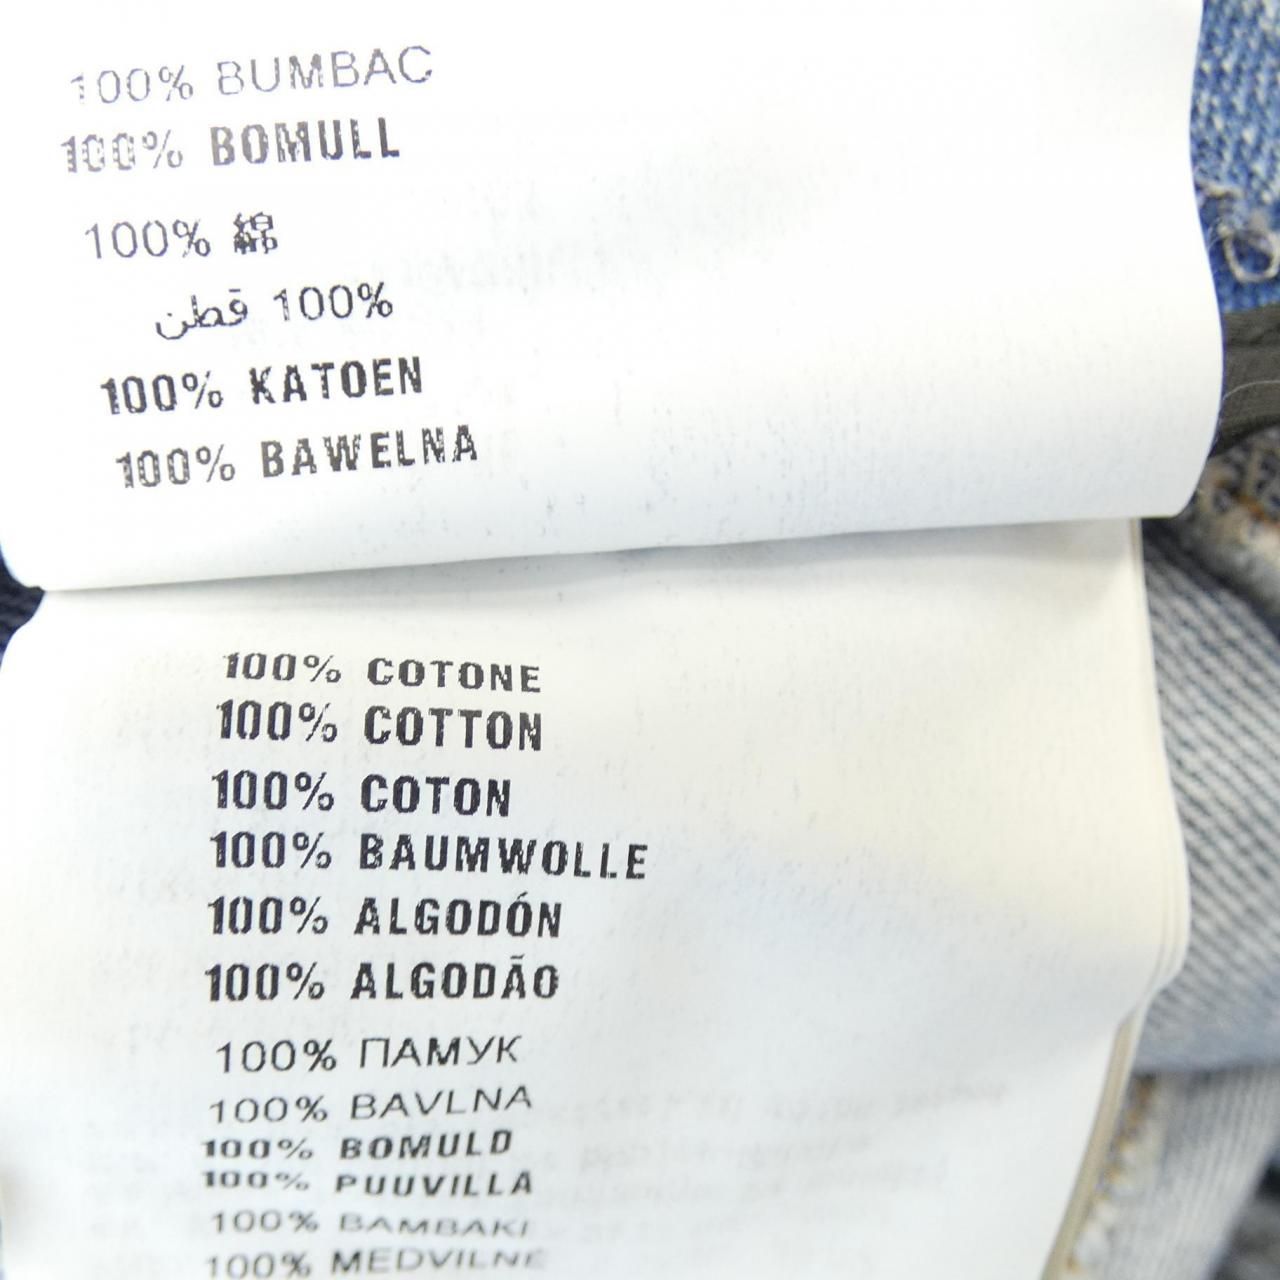 100% BUMBAC
100% BOMULL
100% 綿
100% قطن
100% KATOEN
100% BAWELNA
100% COTONE
100% COTTON
100% COTON
100% BAUMWOLLE
100% ALGODÓN
100% ALGODÃO
100% ПАМУК
100% BAVLNA
100% BOMULD
100% PUUVILLA
100% BAMBAKI
100% MEDVILNE